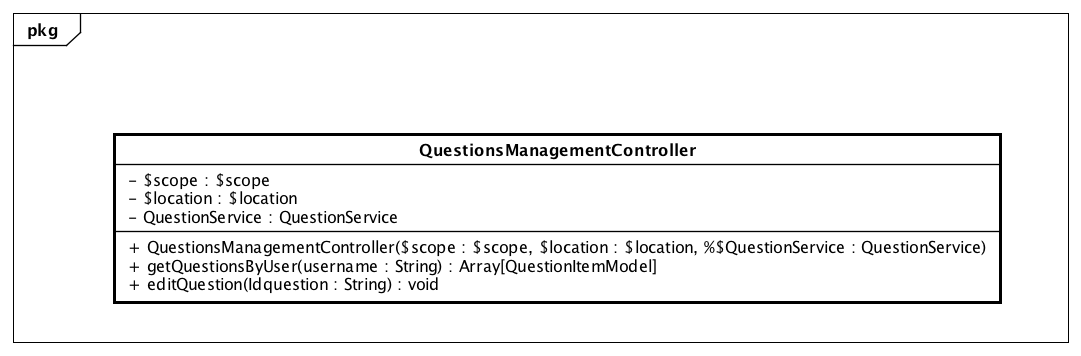 pkg
QuestionsManagementController
- $scope : $scope
- $location : $location
- QuestionService : QuestionService
+ QuestionsManagementController($scope : $scope, $location : $location, %$QuestionService : QuestionService)
+ getQuestionsByUser(username : String) : Array[QuestionItemModel]
+ editQuestion(Idquestion : String) : void